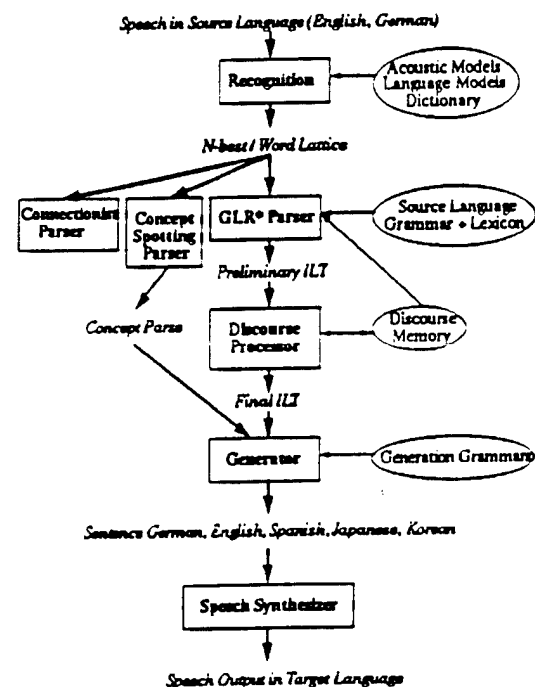 Speech in Source Language (English, German)
Recognition
Acoustic Models
Language Models
Dictionary
N-best / Word Lattice
Connectionist
Parser
Concept
Spotting
Parser
GLR* Parser
Source Language
Grammar + Lexicon
Preliminary ILT
Concept Parse
Discourse
Processor
Discourse
Memory
Final ILT
Generator
Generation Grammars
Sentence German, English, Spanish, Japanese, Korean
Speech Synthesizer
Speech Output in Target Language